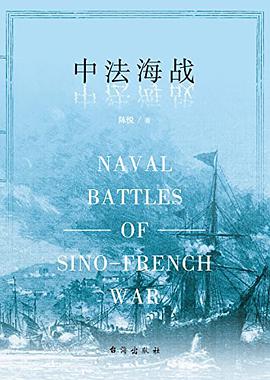 中法海战
陈悦 / 著
NAVAL
BATTLES
OF
SINO-FRENCH
WAR
台海出版社